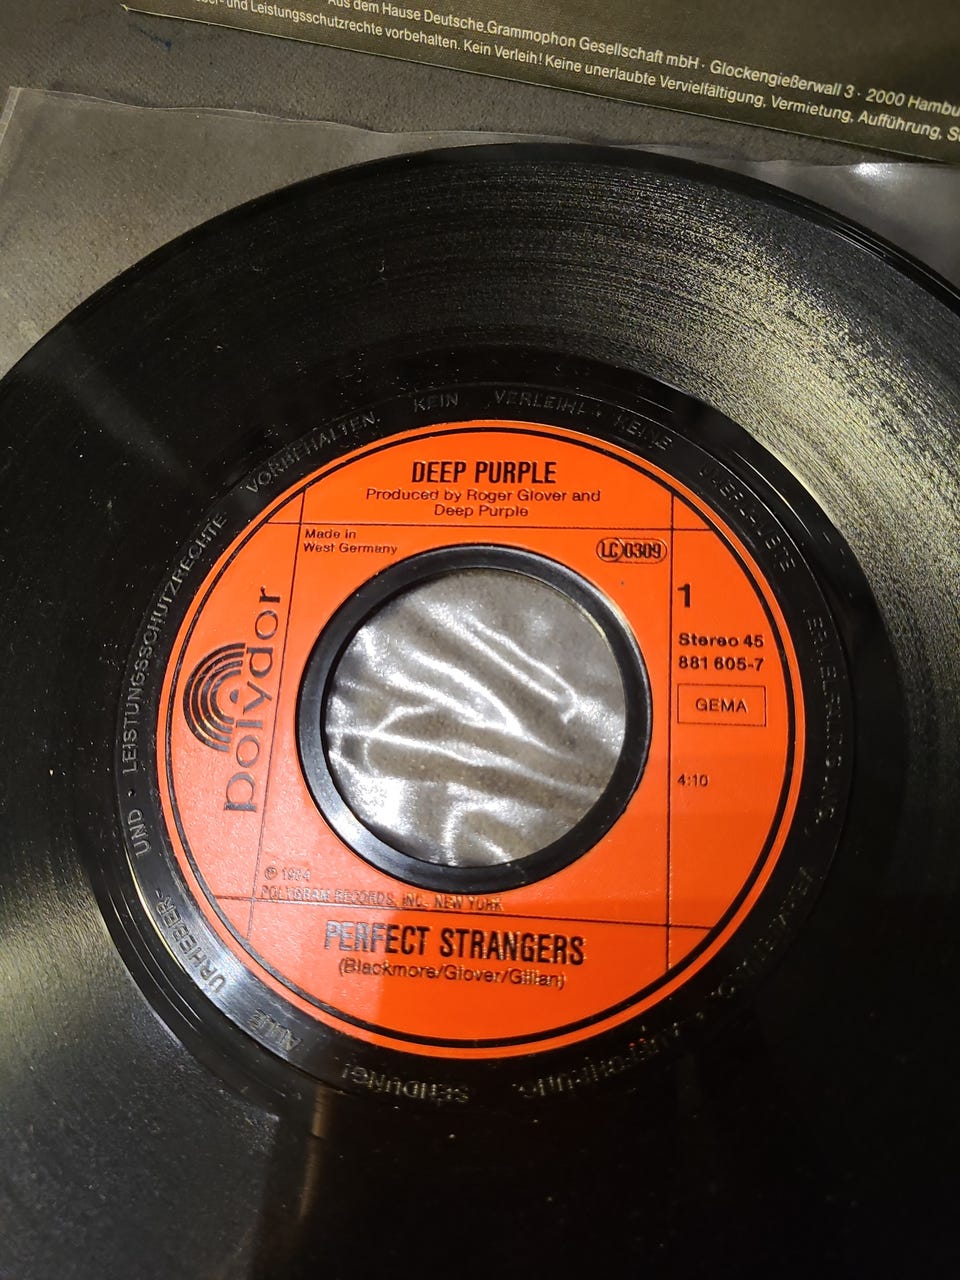 Aus dem Hause Deutsche Grammophon Gesellschaft mbH · Glockengießerwall 3 · 2000 Hambu
und Leistungsschutzrechte vorbehalten. Kein Verleih! Keine unerlaubte Vervielfältigung, Vermietung, Aufführung, S
ALLE URHEBER- UND LEISTUNGSSCHUTZRECHTE VORBEHALTEN. KEIN VERLEIH! KEINE
SENDUNG!
DEEP PURPLE
Produced by Roger Glover and
Deep Purple
Made in
West Germany
LC 0309
polydor
1
Stereo 45
881 605-7
GEMA
4:10
℗ 1984
POLYGRAM RECORDS, INC. NEW YORK
PERFECT STRANGERS
(Blackmore/Glover/Gillan)